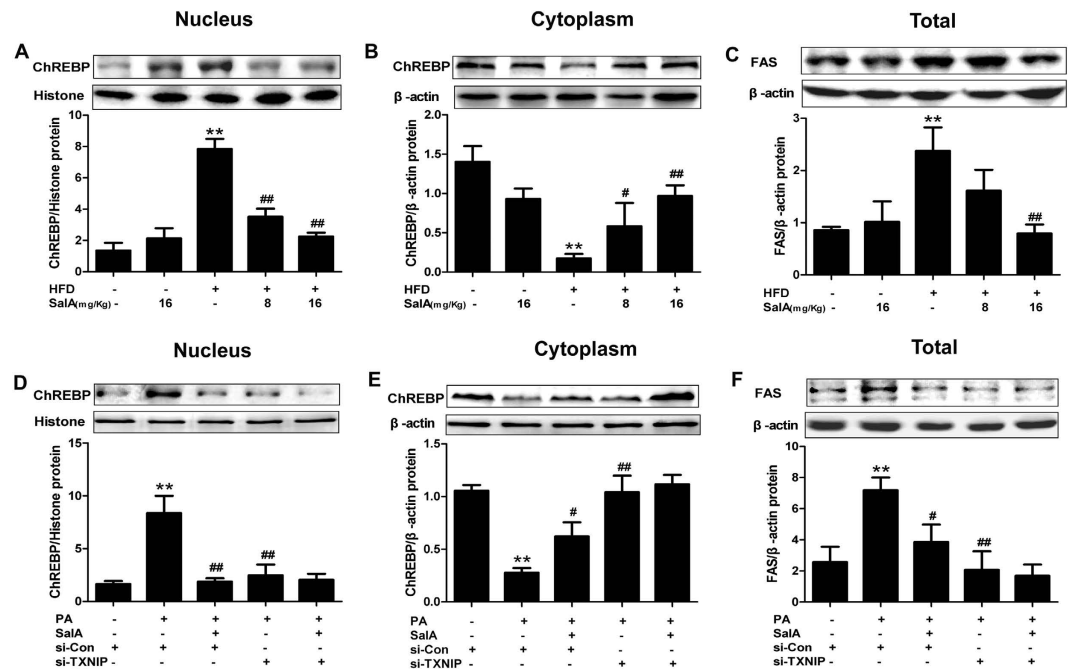 Nucleus
Cytoplasm
Total
A
ChREBP
Histone
ChREBP/Histone protein
10
8
6
4
2
0
**
##
##
HFD - - + + +
SalA(mg/Kg) - 16 - 8 16
B
ChREBP
β -actin
ChREBP/β -actin protein
2.0
1.5
1.0
0.5
0.0
**
#
##
HFD - - + + +
SalA(mg/Kg) - 16 - 8 16
C
FAS
β -actin
FAS/β -actin protein
3
2
1
0
**
##
HFD - - + + +
SalA(mg/Kg) - 16 - 8 16
Nucleus
Cytoplasm
Total
D
ChREBP
Histone
ChREBP/Histone protein
15
10
5
0
**
##
##
PA - + + + +
SalA - - + - +
si-Con + + + - -
si-TXNIP - - - + +
E
ChREBP
β -actin
ChREBP/β -actin protein
1.5
1.0
0.5
0.0
**
#
##
PA - + + + +
SalA - - + - +
si-Con + + + - -
si-TXNIP - - - + +
F
FAS
β -actin
FAS/β -actin protein
8
6
4
2
0
**
#
##
PA - + + + +
SalA - - + - +
si-Con + + + - -
si-TXNIP - - - + +